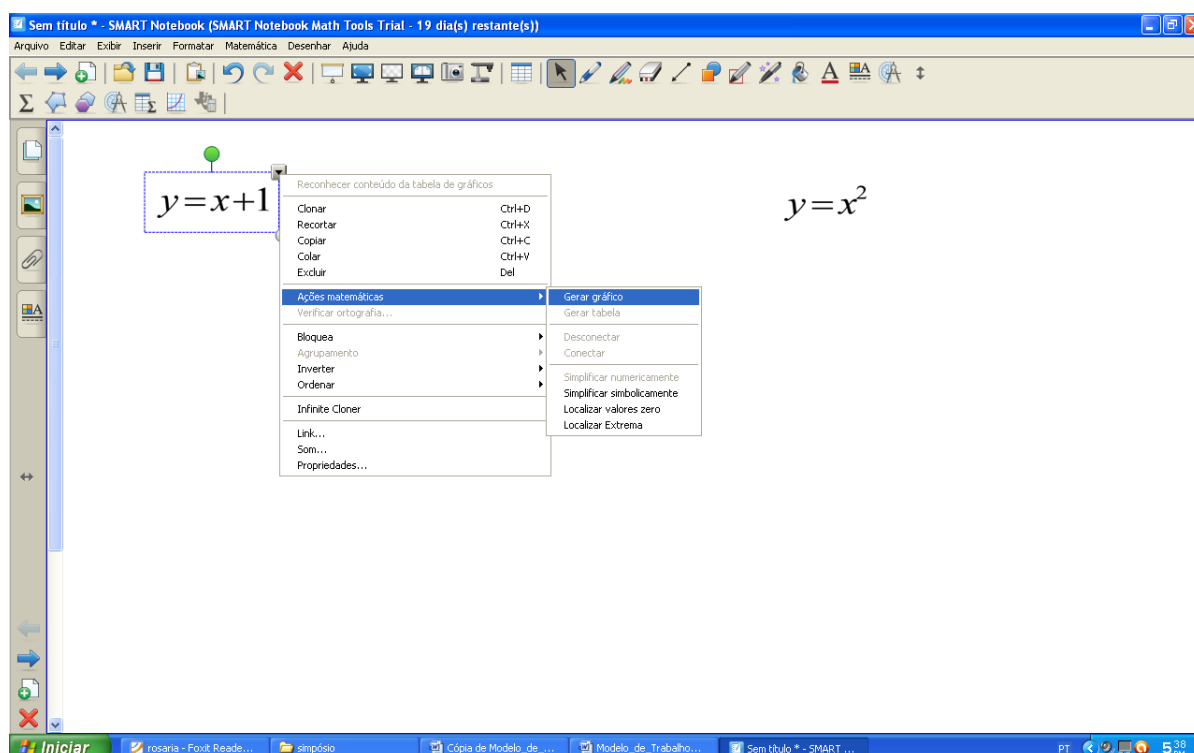 Sem título * - SMART Notebook (SMART Notebook Math Tools Trial - 19 dia(s) restante(s))
Arquivo Editar Exibir Inserir Formatar Matemática Desenhar Ajuda
y=x+1
y=x²
Reconhecer conteúdo da tabela de gráficos
Clonar Ctrl+D
Recortar Ctrl+X
Copiar Ctrl+C
Colar Ctrl+V
Excluir Del
Ações matemáticas
Verificar ortografia...
Bloquea
Agrupamento
Inverter
Ordenar
Infinite Cloner
Link...
Som...
Propriedades...
Gerar gráfico
Gerar tabela
Desconectar
Conectar
Simplificar numericamente
Simplificar simbolicamente
Localizar valores zero
Localizar Extrema
Iniciar rosaria - Foxit Reade... simpósio Cópia de Modelo_de_... Modelo_de_Trabalho... Sem título * - SMART ... PT 5:38